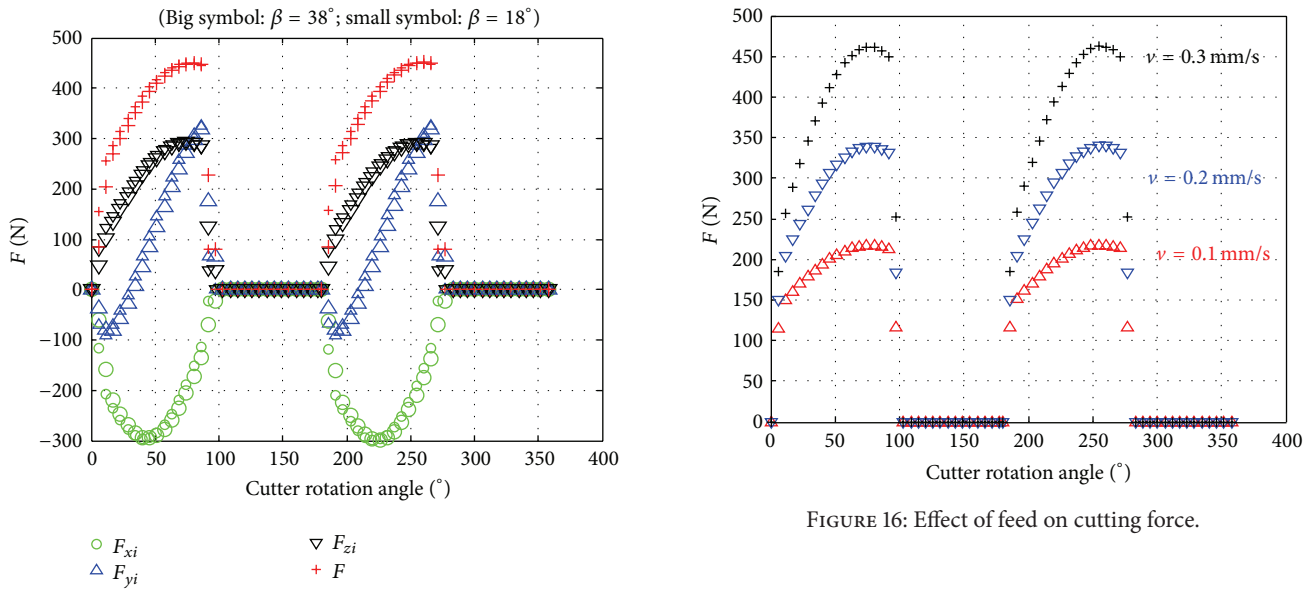 (Big symbol: β = 38°; small symbol: β = 18°)
500
400
300
200
100
0
−100
−200
−300
F (N)
0 50 100 150 200 250 300 350 400
Cutter rotation angle (°)
F_xi
F_yi
F_zi
F
500
450
400
350
300
250
200
150
100
50
0
F (N)
v = 0.3 mm/s
v = 0.2 mm/s
v = 0.1 mm/s
0 50 100 150 200 250 300 350 400
Cutter rotation angle (°)
FIGURE 16: Effect of feed on cutting force.